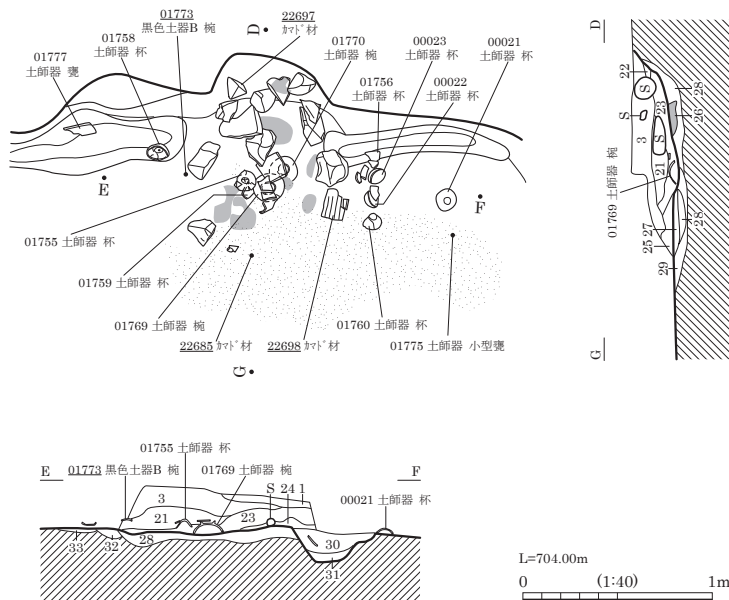 01773
黒色土器B 椀
01758
土師器 杯
01777
土師器 甕
D
22697
ｶﾏﾄﾞ材
01770
土師器 椀
00023
土師器 杯
00021
土師器 杯
01756
土師器 杯
00022
土師器 杯
E
F
01755 土師器 杯
01759 土師器 杯
01769 土師器 椀
22685 ｶﾏﾄﾞ材
22698 ｶﾏﾄﾞ材
01760 土師器 杯
01775 土師器 小型甕
G
D
22
S
28
S
23
26
3
S
21
01769 土師器 椀
28
27
25
29
G
E
01773 黒色土器B 椀
01755 土師器 杯
01769 土師器 椀
S 24 1
F
00021 土師器 杯
3
21
23
33
32
28
30
31
L=704.00m
0 (1:40) 1m